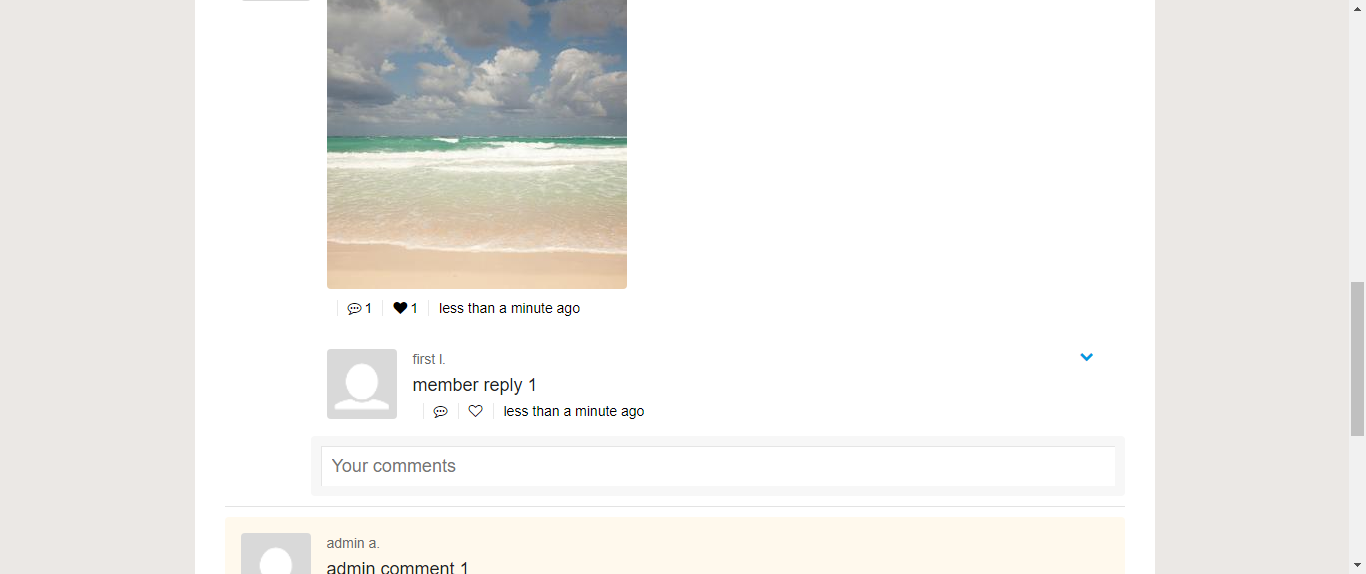 1 1 less than a minute ago
first l.
member reply 1
less than a minute ago
Your comments
admin a.
admin comment 1